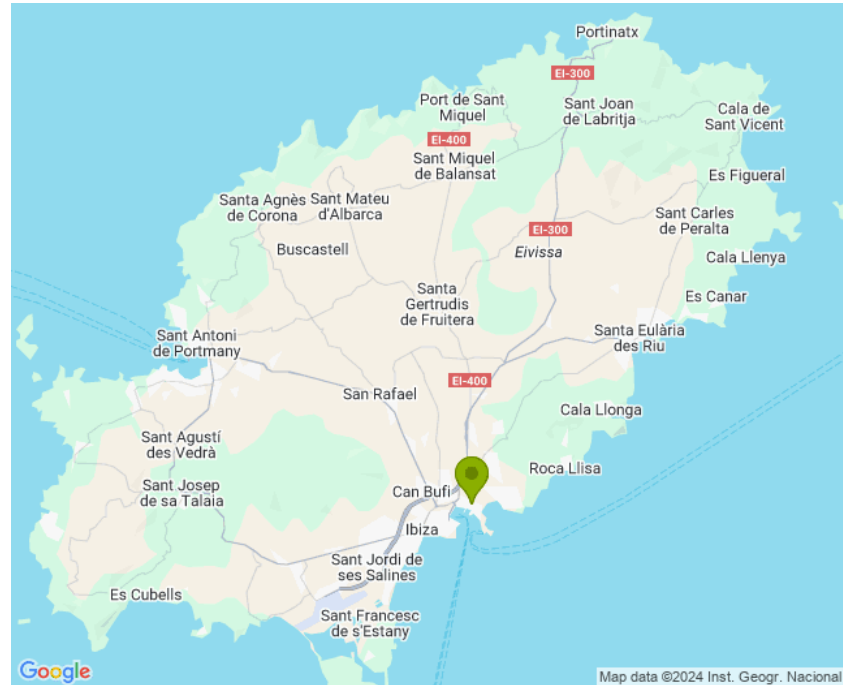 Portinatx
EI-300
Port de Sant
Miquel
Sant Joan
de Labritja
Cala de
Sant Vicent
EI-400
Sant Miquel
de Balansat
Es Figueral
Santa Agnès
de Corona
Sant Mateu
d'Albarca
Sant Carles
de Peralta
EI-300
Buscastell
Eivissa
Cala Llenya
Santa
Gertrudis
de Fruitera
Es Canar
Sant Antoni
de Portmany
Santa Eulària
des Riu
EI-400
San Rafael
Cala Llonga
Sant Agustí
des Vedrà
Roca Llisa
Sant Josep
de sa Talaia
Can Bufí
Ibiza
Sant Jordi de
ses Salines
Es Cubells
Sant Francesc
de s'Estany
Google
Map data ©2024 Inst. Geogr. Nacional